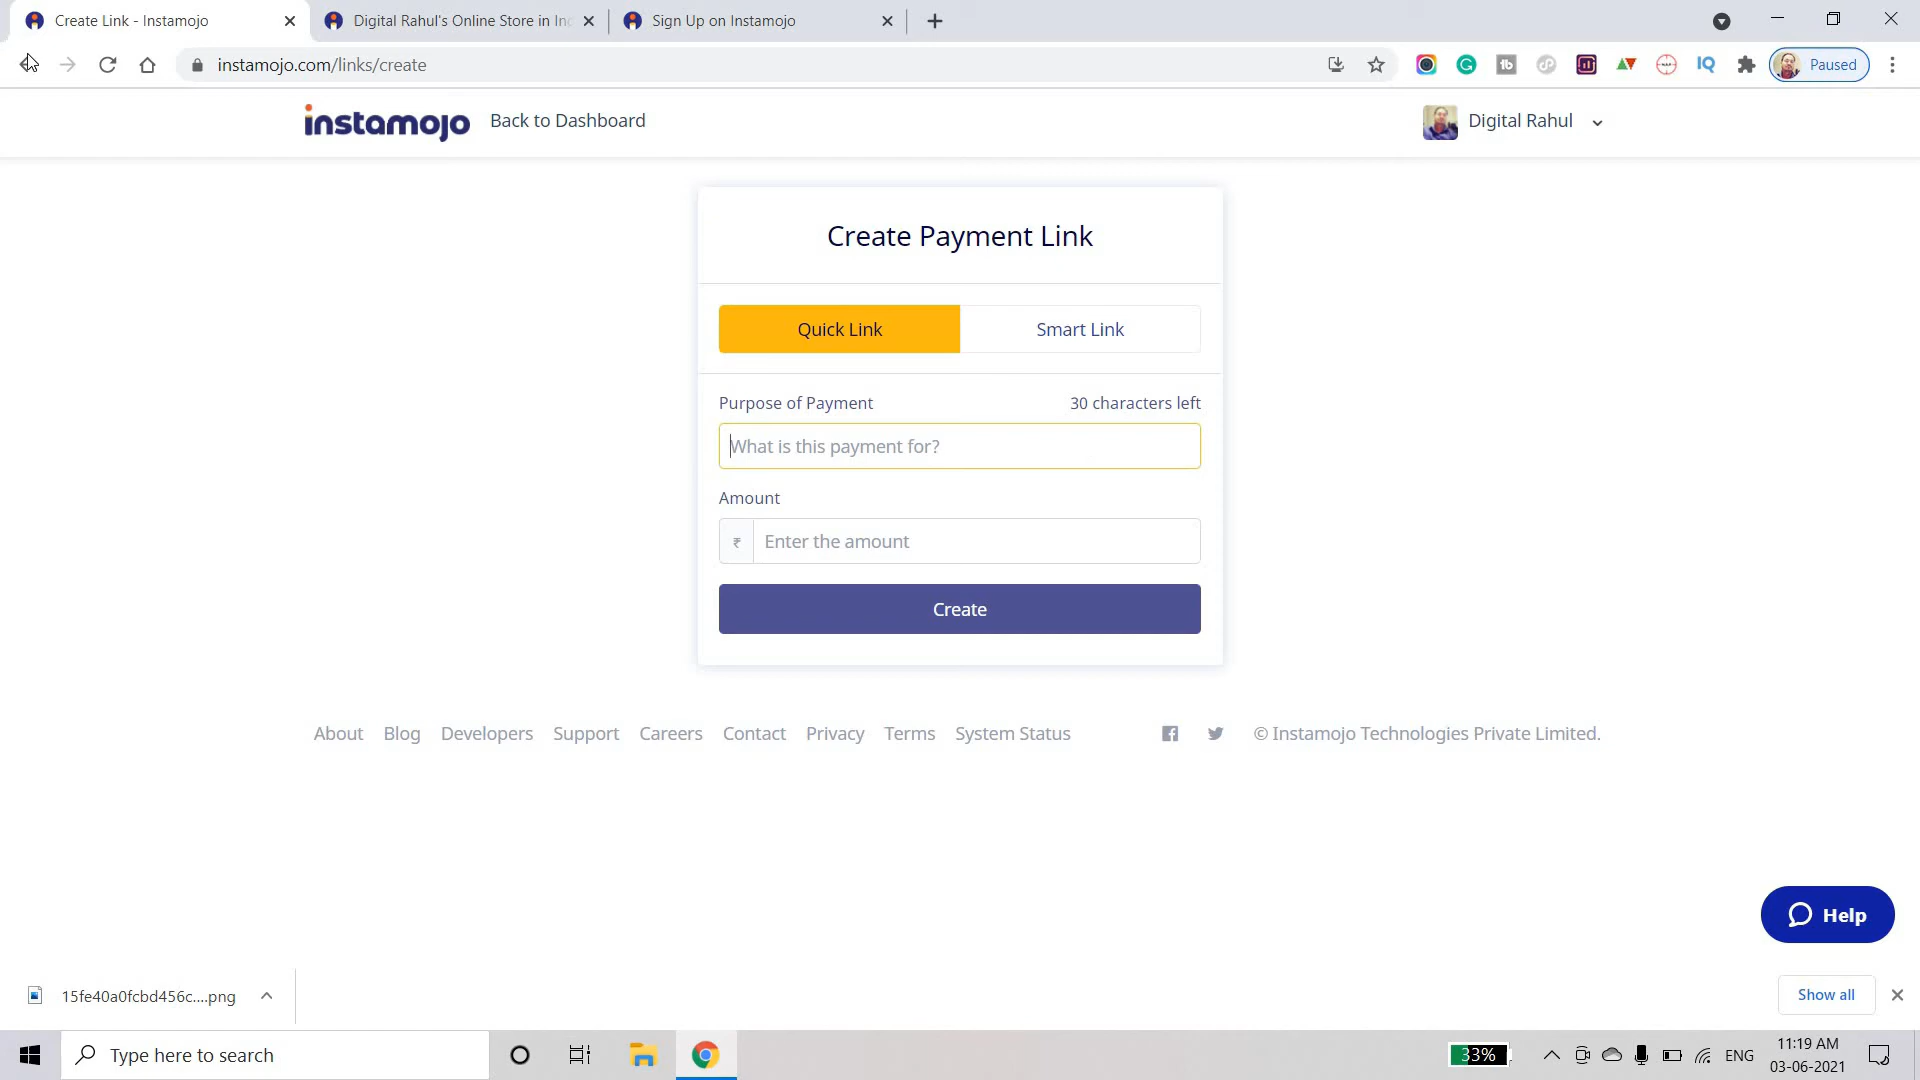 Create Link - Instamojo
Digital Rahul's Online Store in In
Sign Up on Instamojo
instamojo.com/links/create
Paused
instamojo
Back to Dashboard
Digital Rahul
Create Payment Link
Quick Link
Smart Link
Purpose of Payment
30 characters left
What is this payment for?
Amount
₹
Enter the amount
Create
About
Blog
Developers
Support
Careers
Contact
Privacy
Terms
System Status
© Instamojo Technologies Private Limited.
Help
15fe40a0fcbd456c....png
Show all
Type here to search
33%
ENG
11:19 AM
03-06-2021